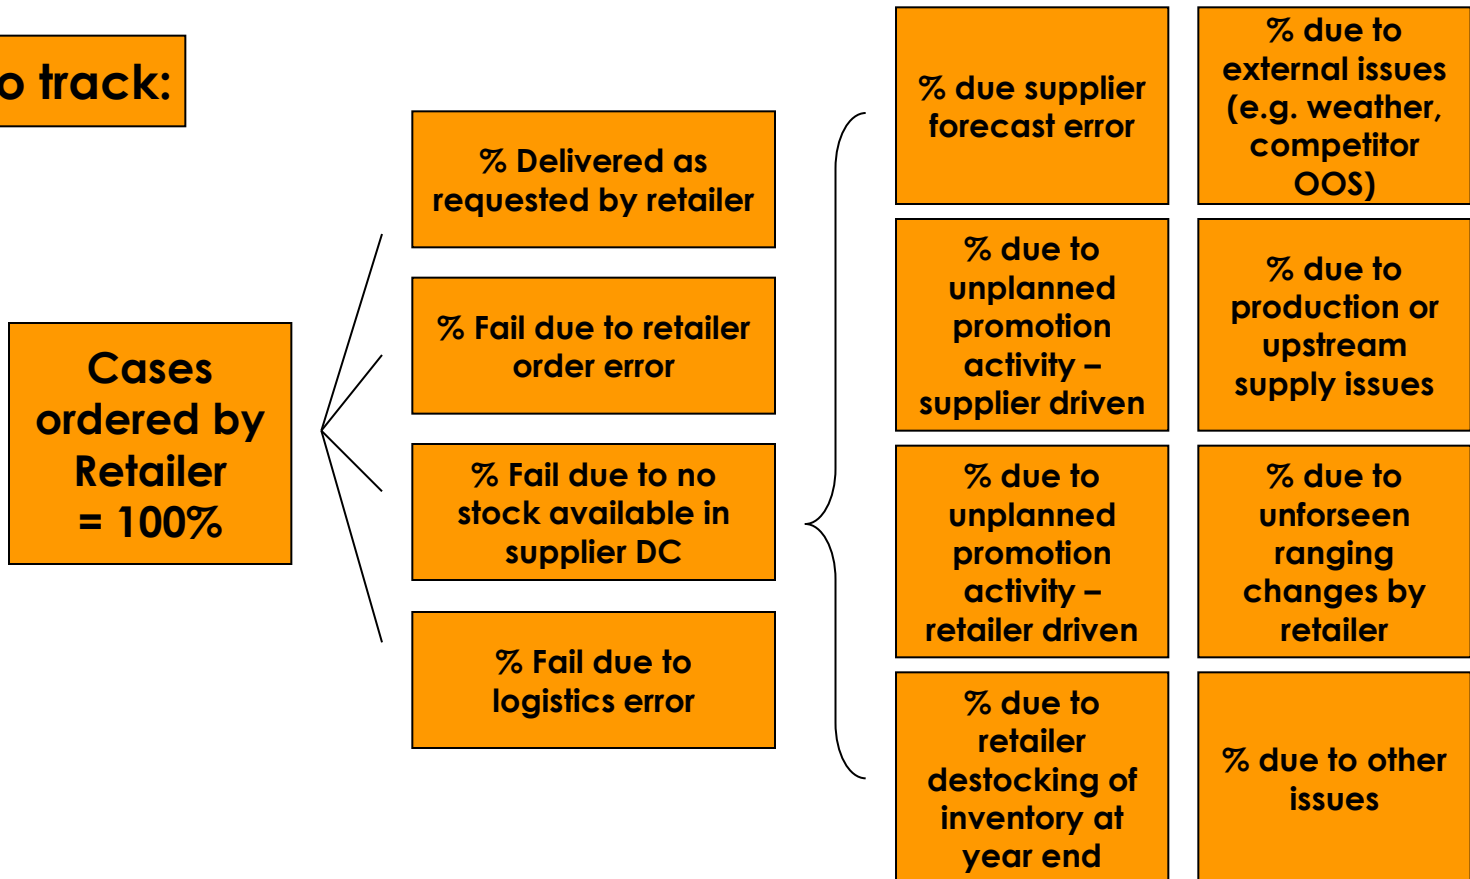 o track:
Cases
ordered by
Retailer
= 100%
% Delivered as
requested by retailer
% Fail due to retailer
order error
% Fail due to no
stock available in
supplier DC
% Fail due to
logistics error
% due supplier
forecast error
% due to
external issues
(e.g. weather,
competitor
OOS)
% due to
unplanned
promotion
activity –
supplier driven
% due to
production or
upstream
supply issues
% due to
unplanned
promotion
activity –
retailer driven
% due to
unforseen
ranging
changes by
retailer
% due to
retailer
destocking of
inventory at
year end
% due to other
issues